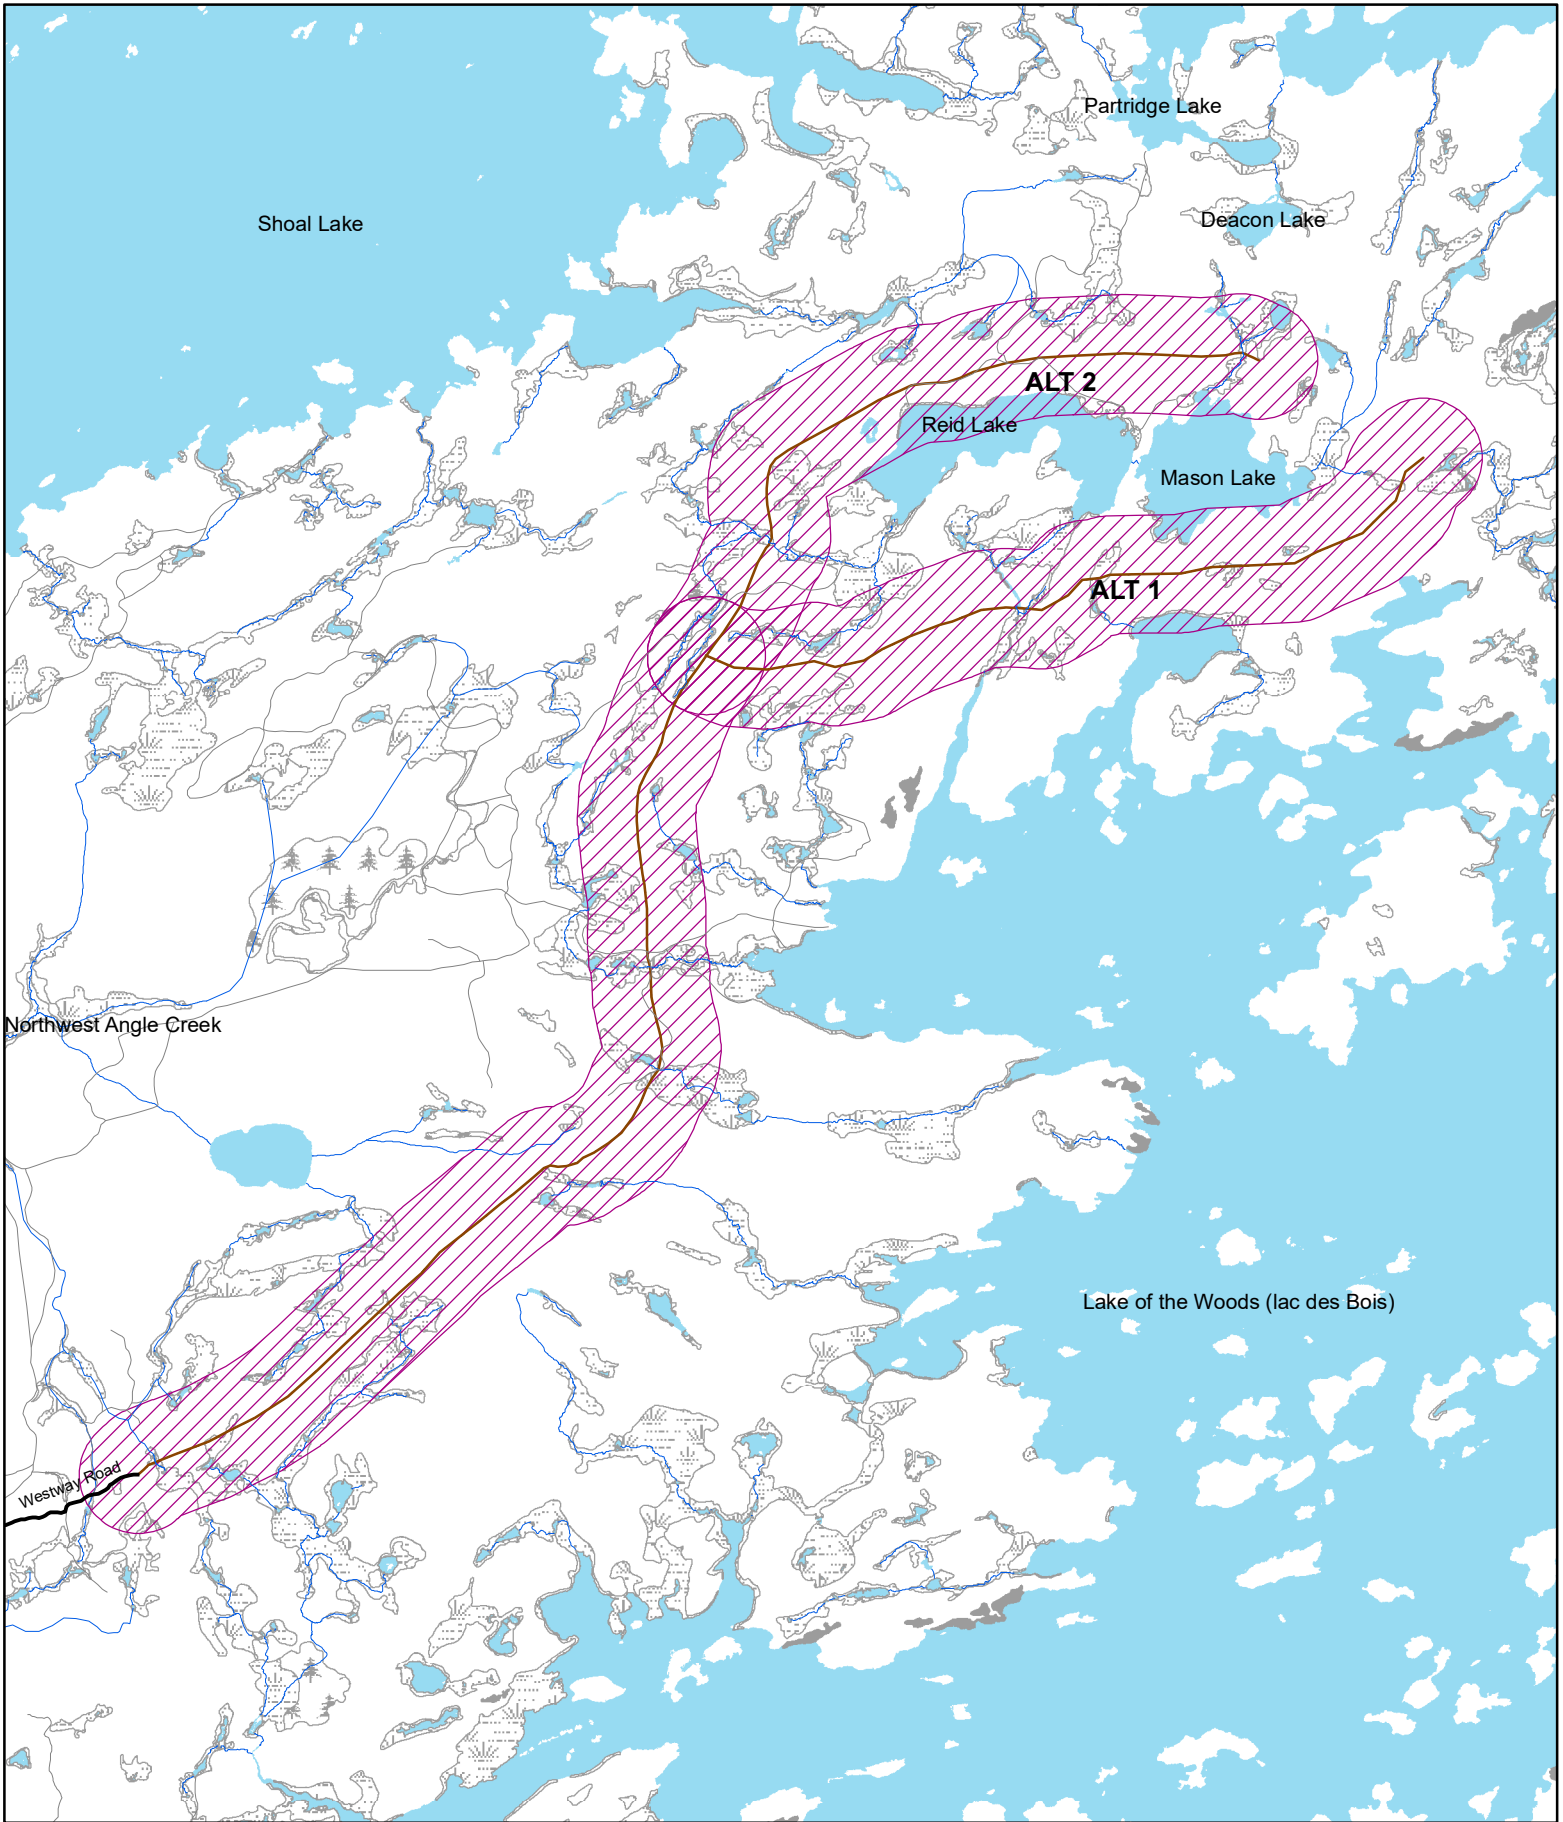 Partridge Lake
Shoal Lake
Deacon Lake
ALT 2
Reid Lake
Mason Lake
ALT 1
Northwest Angle Creek
Lake of the Woods (lac des Bois)
Westway Road